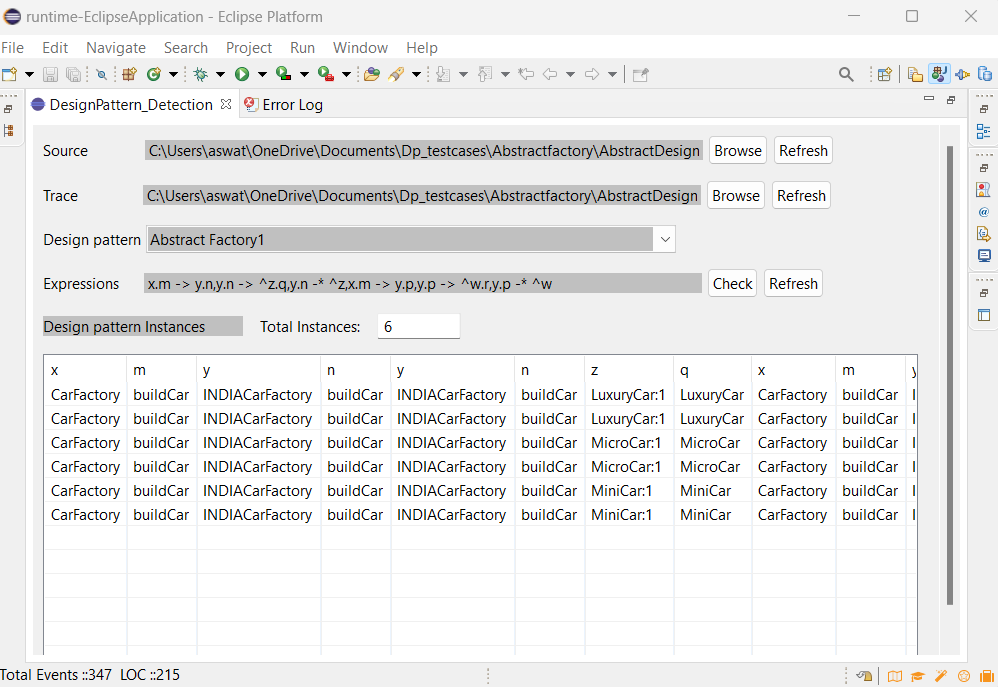 runtime-EclipseApplication - Eclipse Platform
File Edit Navigate Search Project Run Window Help
DesignPattern_Detection Error Log
Source C:\Users\aswat\OneDrive\Documents\Dp_testcases\Abstractfactory\AbstractDesign Browse Refresh
Trace C:\Users\aswat\OneDrive\Documents\Dp_testcases\Abstractfactory\AbstractDesign Browse Refresh
Design pattern Abstract Factory1
Expressions x.m -> y.n,y.n -> ^z.q,y.n -* ^z,x.m -> y.p,y.p -> ^w.r,y.p -* ^w Check Refresh
Design pattern Instances Total Instances: 6
x m y n y n z q x m y
CarFactory buildCar INDIACarFactory buildCar INDIACarFactory buildCar LuxuryCar:1 LuxuryCar CarFactory buildCar I
CarFactory buildCar INDIACarFactory buildCar INDIACarFactory buildCar LuxuryCar:1 LuxuryCar CarFactory buildCar I
CarFactory buildCar INDIACarFactory buildCar INDIACarFactory buildCar MicroCar:1 MicroCar CarFactory buildCar I
CarFactory buildCar INDIACarFactory buildCar INDIACarFactory buildCar MicroCar:1 MicroCar CarFactory buildCar I
CarFactory buildCar INDIACarFactory buildCar INDIACarFactory buildCar MiniCar:1 MiniCar CarFactory buildCar I
CarFactory buildCar INDIACarFactory buildCar INDIACarFactory buildCar MiniCar:1 MiniCar CarFactory buildCar I
Total Events ::347 LOC ::215